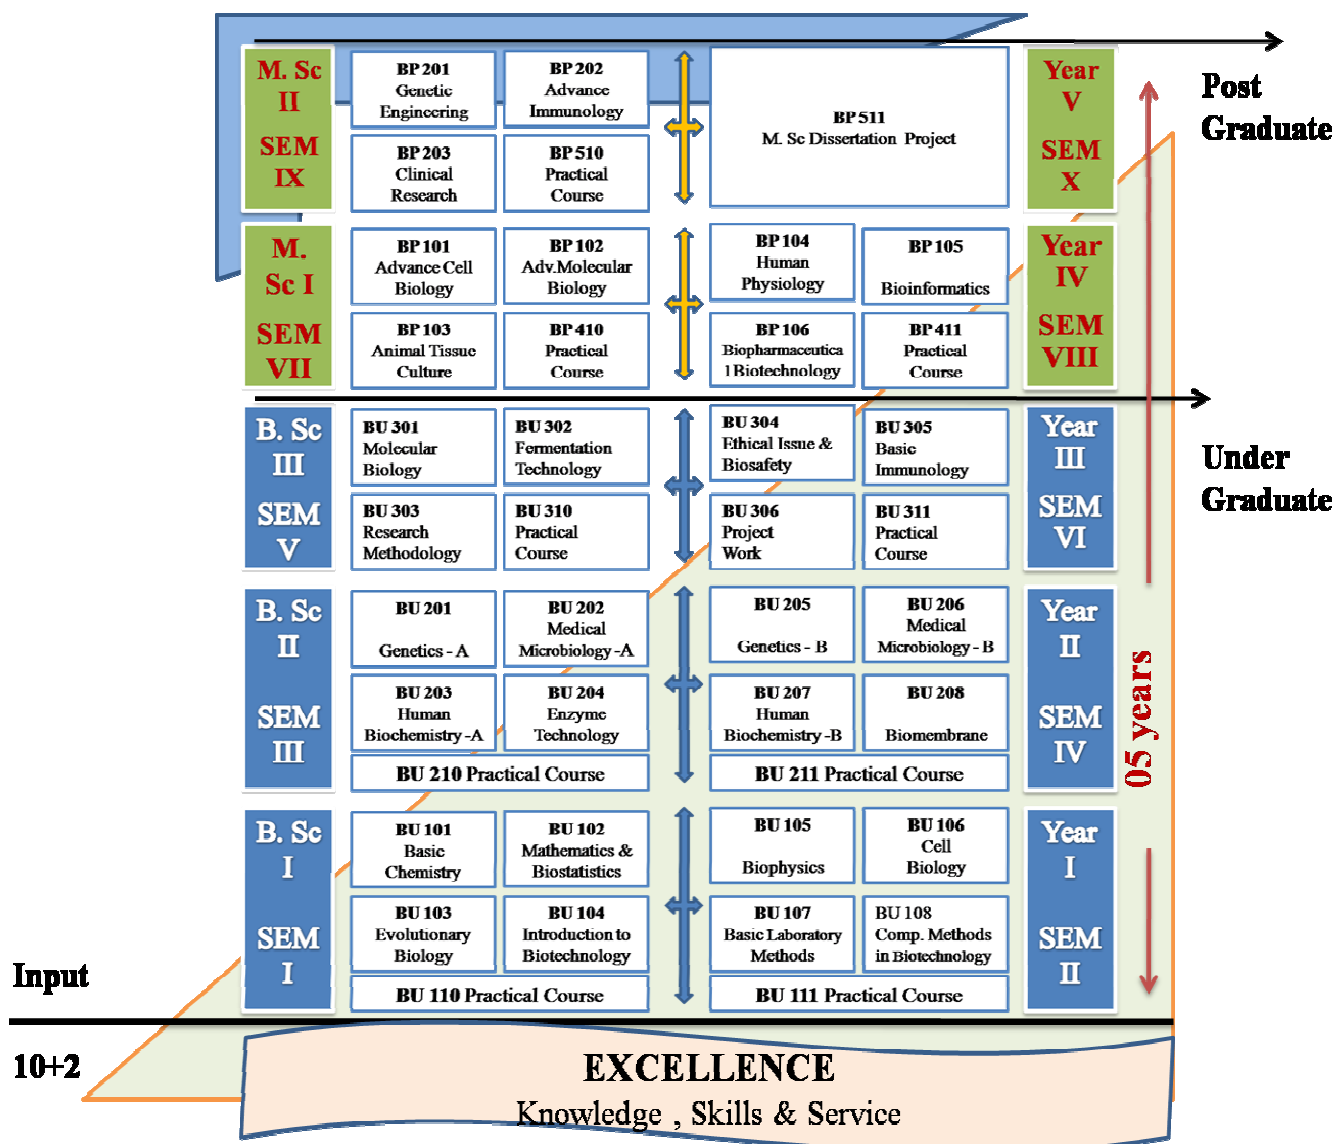 M. Sc
II
SEM
IX
BP 201
Genetic
Engineering
BP 202
Advance
Immunology
BP 203
Clinical
Research
BP 510
Practical
Course
BP 511
M. Sc Dissertation Project
Year
V
SEM
X
Post
Graduate
M.
Sc I
SEM
VII
BP 101
Advance Cell
Biology
BP 102
Adv.Molecular
Biology
BP 103
Animal Tissue
Culture
BP 410
Practical
Course
BP 104
Human
Physiology
BP 105
Bioinformatics
BP 106
Biopharmaceutica
l Biotechnology
BP 411
Practical
Course
Year
IV
SEM
VIII
B. Sc
III
SEM
V
BU 301
Molecular
Biology
BU 302
Fermentation
Technology
BU 303
Research
Methodology
BU 310
Practical
Course
BU 304
Ethical Issue &
Biosafety
BU 305
Basic
Immunology
BU 306
Project
Work
BU 311
Practical
Course
Year
III
SEM
VI
Under
Graduate
B. Sc
II
SEM
III
BU 201
Genetics - A
BU 202
Medical
Microbiology -A
BU 203
Human
Biochemistry -A
BU 204
Enzyme
Technology
BU 210 Practical Course
BU 205
Genetics - B
BU 206
Medical
Microbiology - B
BU 207
Human
Biochemistry -B
BU 208
Biomembrane
BU 211 Practical Course
Year
II
SEM
IV
05 years
B. Sc
I
SEM
I
BU 101
Basic
Chemistry
BU 102
Mathematics &
Biostatistics
BU 103
Evolutionary
Biology
BU 104
Introduction to
Biotechnology
BU 110 Practical Course
BU 105
Biophysics
BU 106
Cell
Biology
BU 107
Basic Laboratory
Methods
BU 108
Comp. Methods
in Biotechnology
BU 111 Practical Course
Year
I
SEM
II
Input
10+2
EXCELLENCE
Knowledge , Skills & Service